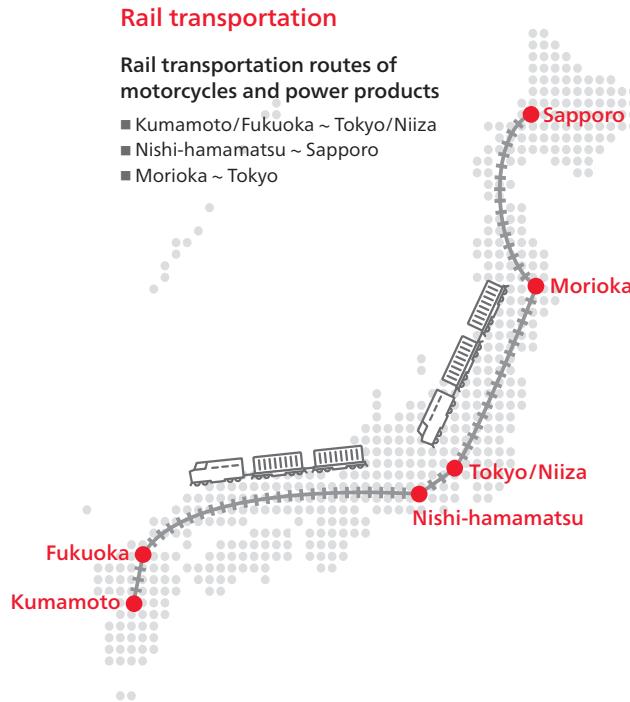 Rail transportation
Rail transportation routes of
motorcycles and power products
■ Kumamoto/Fukuoka ~ Tokyo/Niiza
■ Nishi-hamamatsu ~ Sapporo
■ Morioka ~ Tokyo
Sapporo
Morioka
Tokyo/Niiza
Nishi-hamamatsu
Fukuoka
Kumamoto